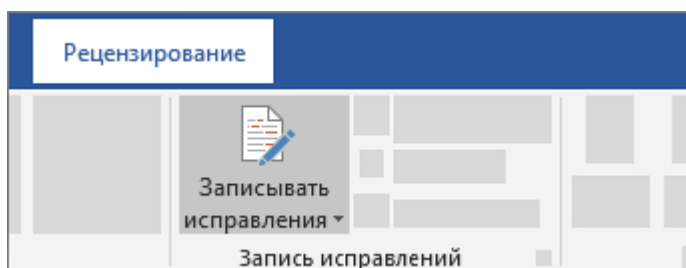 Рецензирование
Записывать
исправления
Запись исправлений